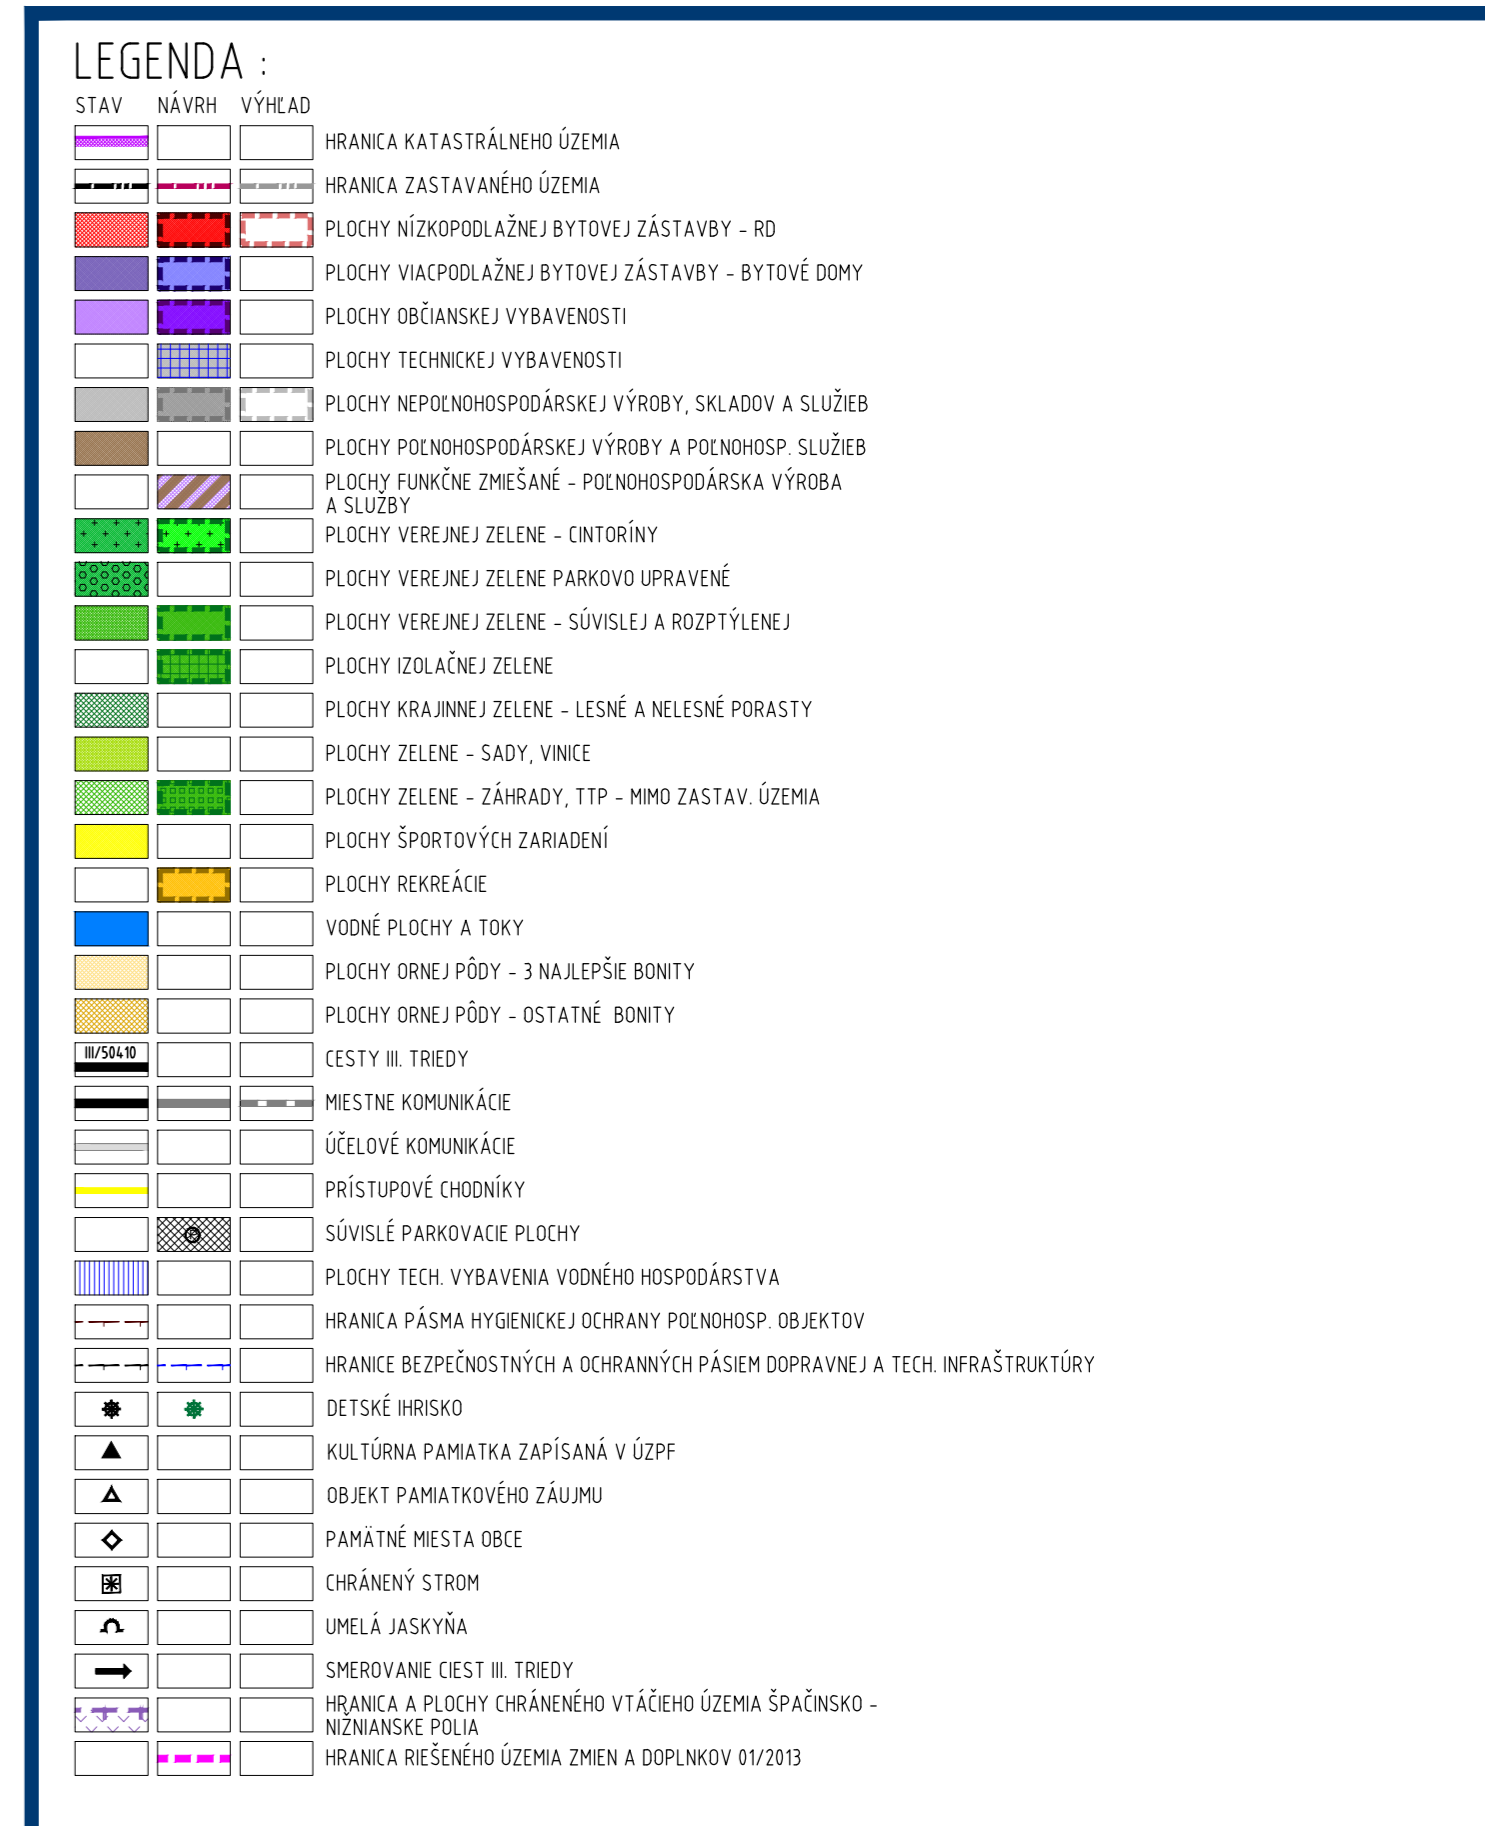 LEGENDA :
STAV NÁVRH VÝHĽAD
HRANICA KATASTRÁLNEHO ÚZEMIA
HRANICA ZASTAVANÉHO ÚZEMIA
PLOCHY NÍZKOPODLAŽNEJ BYTOVEJ ZÁSTAVBY - RD
PLOCHY VIACPODLAŽNEJ BYTOVEJ ZÁSTAVBY - BYTOVÉ DOMY
PLOCHY OBČIANSKEJ VYBAVENOSTI
PLOCHY TECHNICKEJ VYBAVENOSTI
PLOCHY NEPOĽNOHOSPODÁRSKEJ VÝROBY, SKLADOV A SLUŽIEB
PLOCHY POĽNOHOSPODÁRSKEJ VÝROBY A POĽNOHOSP. SLUŽIEB
PLOCHY FUNKČNE ZMIEŠANÉ - POĽNOHOSPODÁRSKA VÝROBA
A SLUŽBY
PLOCHY VEREJNEJ ZELENE - CINTORÍNY
PLOCHY VEREJNEJ ZELENE PARKOVO UPRAVENÉ
PLOCHY VEREJNEJ ZELENE - SÚVISLEJ A ROZPTÝLENEJ
PLOCHY IZOLAČNEJ ZELENE
PLOCHY KRAJINNEJ ZELENE - LESNÉ A NELESNÉ PORASTY
PLOCHY ZELENE - SADY, VINICE
PLOCHY ZELENE - ZÁHRADY, TTP - MIMO ZASTAV. ÚZEMIA
PLOCHY ŠPORTOVÝCH ZARIADENÍ
PLOCHY REKREÁCIE
VODNÉ PLOCHY A TOKY
PLOCHY ORNEJ PÔDY - 3 NAJLEPŠIE BONITY
PLOCHY ORNEJ PÔDY - OSTATNÉ BONITY
III/50410 CESTY III. TRIEDY
MIESTNE KOMUNIKÁCIE
ÚČELOVÉ KOMUNIKÁCIE
PRÍSTUPOVÉ CHODNÍKY
SÚVISLÉ PARKOVACIE PLOCHY
PLOCHY TECH. VYBAVENIA VODNÉHO HOSPODÁRSTVA
HRANICA PÁSMA HYGIENICKEJ OCHRANY POĽNOHOSP. OBJEKTOV
HRANICE BEZPEČNOSTNÝCH A OCHRANNÝCH PÁSIEM DOPRAVNEJ A TECH. INFRAŠTRUKTÚRY
DETSKÉ IHRISKO
KULTÚRNA PAMIATKA ZAPÍSANÁ V ÚZPF
OBJEKT PAMIATKOVÉHO ZÁUJMU
PAMÄTNÉ MIESTA OBCE
CHRÁNENÝ STROM
UMELÁ JASKYŇA
SMEROVANIE CIEST III. TRIEDY
HRANICA A PLOCHY CHRÁNENÉHO VTÁČIEHO ÚZEMIA ŠPAČINSKO -
NIŽNIANSKE POLIA
HRANICA RIEŠENÉHO ÚZEMIA ZMIEN A DOPLNKOV 01/2013